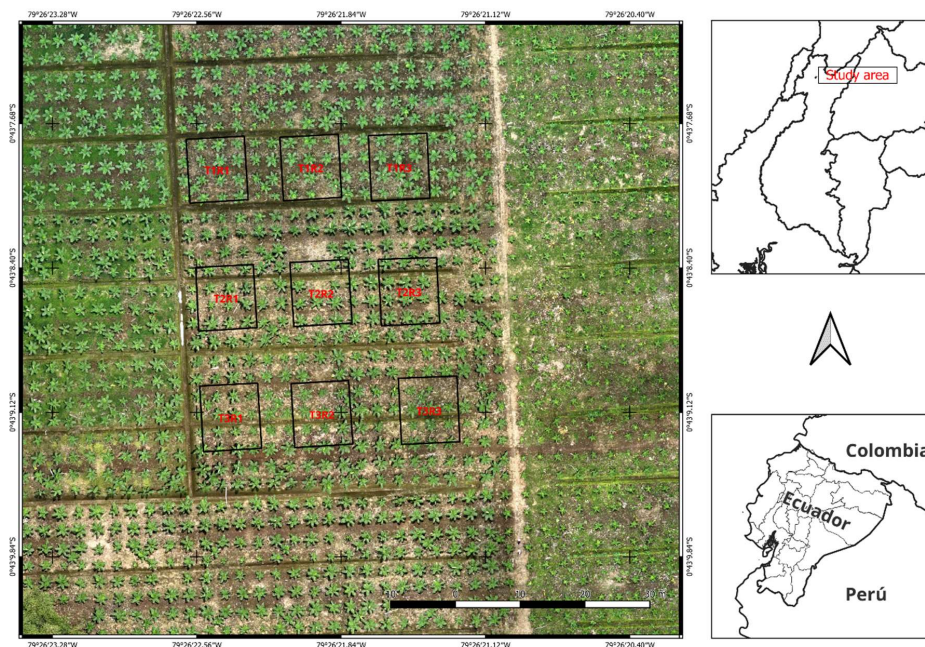 79°26'23.28"W 79°26'22.56"W 79°26'21.84"W 79°26'21.12"W 79°26'20.40"W
0°43'7.68"S
0°43'7.68"S
T1R1
T1R2
T1R3
0°43'8.40"S
0°43'8.40"S
T2R1
T2R2
T2R3
0°43'9.12"S
0°43'9.12"S
T3R1
T3R2
T3R3
0°43'9.84"S
0°43'9.84"S
10 0 10 20 30
79°26'23.28"W 79°26'22.56"W 79°26'21.84"W 79°26'21.12"W 79°26'20.40"W
Study area
Colombia
Ecuador
Perú